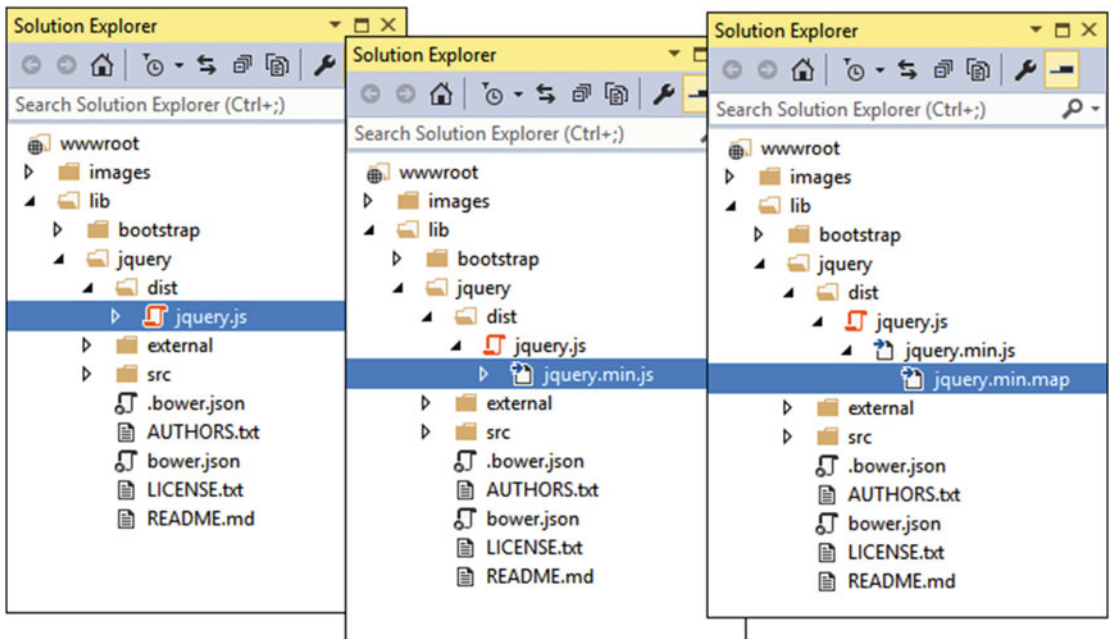 Solution Explorer
Search Solution Explorer (Ctrl+;)
wwwroot
images
lib
bootstrap
jquery
dist
jquery.js
external
src
.bower.json
AUTHORS.txt
bower.json
LICENSE.txt
README.md
Solution Explorer
Search Solution Explorer (Ctrl+;)
wwwroot
images
lib
bootstrap
jquery
dist
jquery.js
jquery.min.js
external
src
.bower.json
AUTHORS.txt
bower.json
LICENSE.txt
README.md
Solution Explorer
Search Solution Explorer (Ctrl+;)
wwwroot
images
lib
bootstrap
jquery
dist
jquery.js
jquery.min.js
jquery.min.map
external
src
.bower.json
AUTHORS.txt
bower.json
LICENSE.txt
README.md